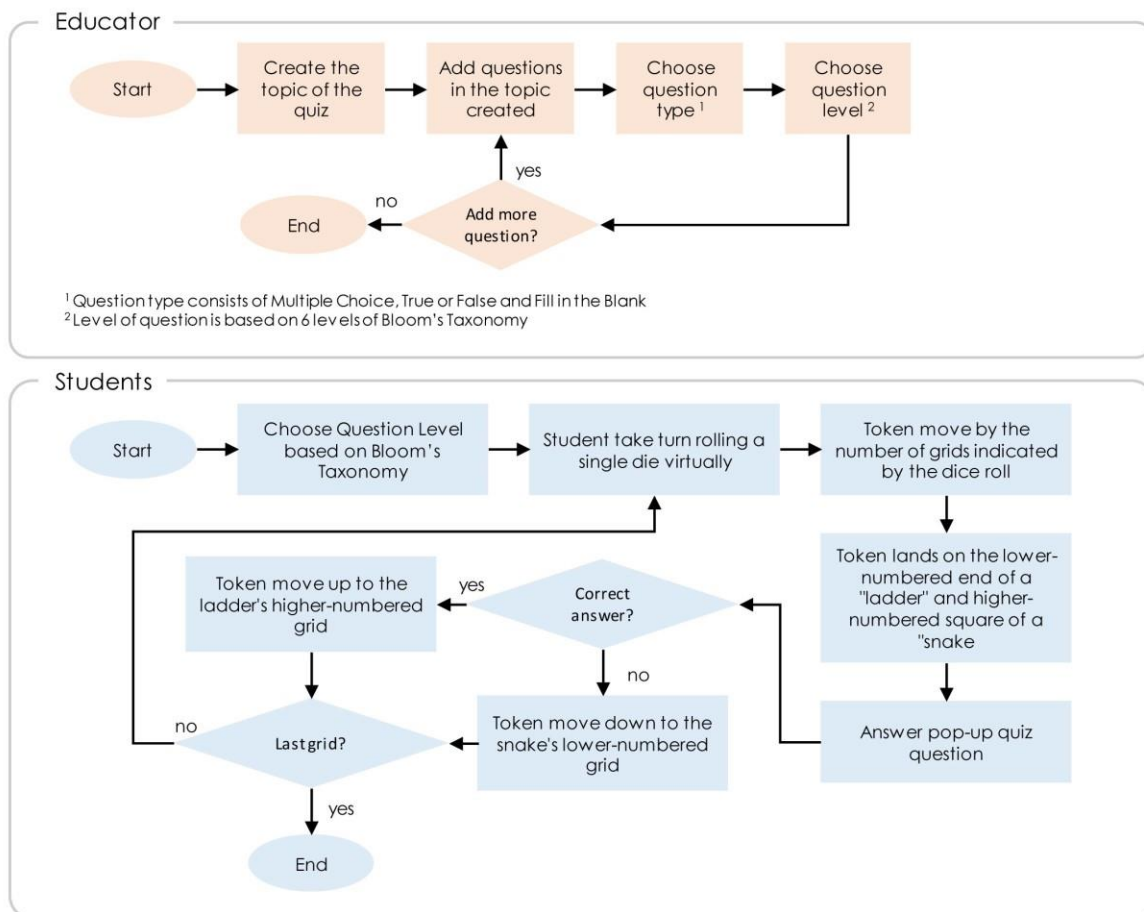 Educator
Start
Create the
topic of the
quiz
Add questions
in the topic
created
Choose
question
type ¹
Choose
question
level ²
yes
no
End
Add more
question?
¹ Question type consists of Multiple Choice, True or False and Fill in the Blank
² Level of question is based on 6 levels of Bloom's Taxonomy
Students
Start
Choose Question Level
based on Bloom's
Taxonomy
Student take turn rolling a
single die virtually
Token move by the
number of grids indicated
by the dice roll
Token lands on the lower-
numbered end of a
"ladder" and higher-
numbered square of a
"snake
Answer pop-up quiz
question
Correct
answer?
yes
Token move up to the
ladder's higher-numbered
grid
no
Token move down to the
snake's lower-numbered
grid
Last grid?
no
yes
End